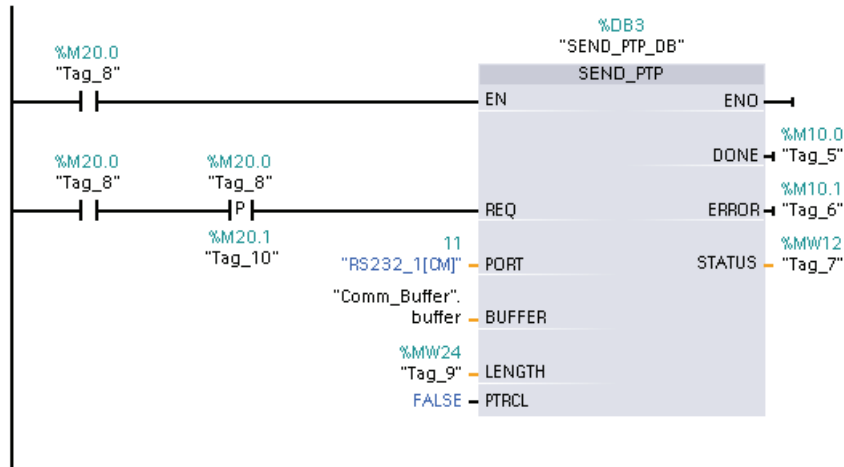 %DB3
"SEND_PTP_DB"
SEND_PTP
%M20.0
"Tag_8"
EN
ENO
DONE
%M10.0
"Tag_5"
%M20.0
"Tag_8"
%M20.0
"Tag_8"
P
%M20.1
"Tag_10"
REQ
ERROR
%M10.1
"Tag_6"
11
"RS232_1[CM]"
PORT
STATUS
%MW12
"Tag_7"
"Comm_Buffer".
buffer
BUFFER
%MW24
"Tag_9"
LENGTH
FALSE
PTRCL